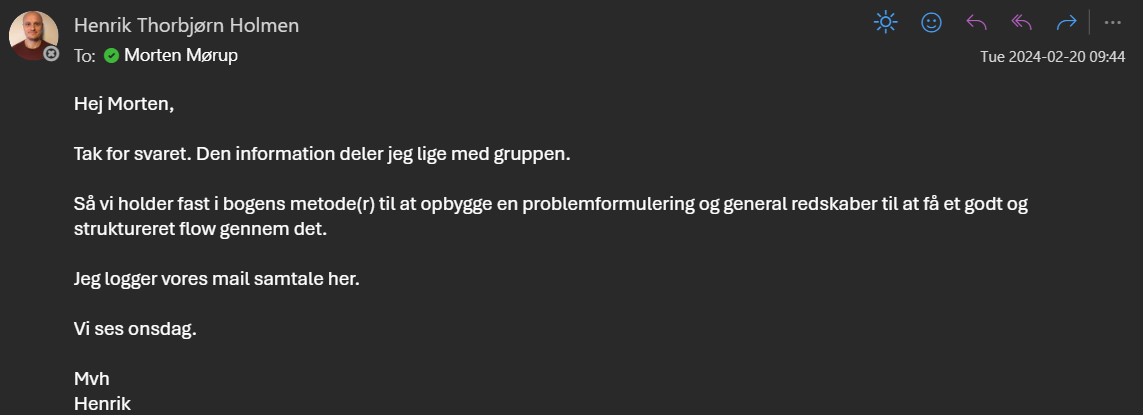 Henrik Thorbjørn Holmen
To: Morten Mørup
Tue 2024-02-20 09:44
Hej Morten,
Tak for svaret. Den information deler jeg lige med gruppen.
Så vi holder fast i bogens metode(r) til at opbygge en problemformulering og general redskaber til at få et godt og
struktureret flow gennem det.
Jeg logger vores mail samtale her.
Vi ses onsdag.
Mvh
Henrik